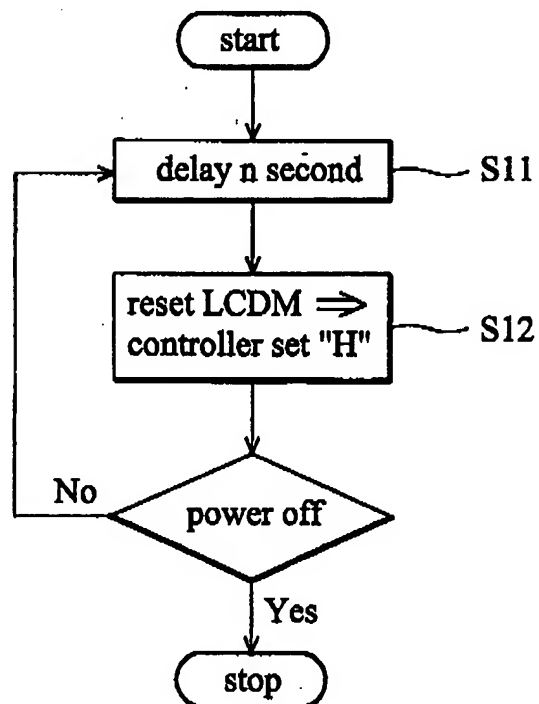 start
delay n second
S11
reset LCDM ⇒
controller set "H"
S12
No
power off
Yes
stop